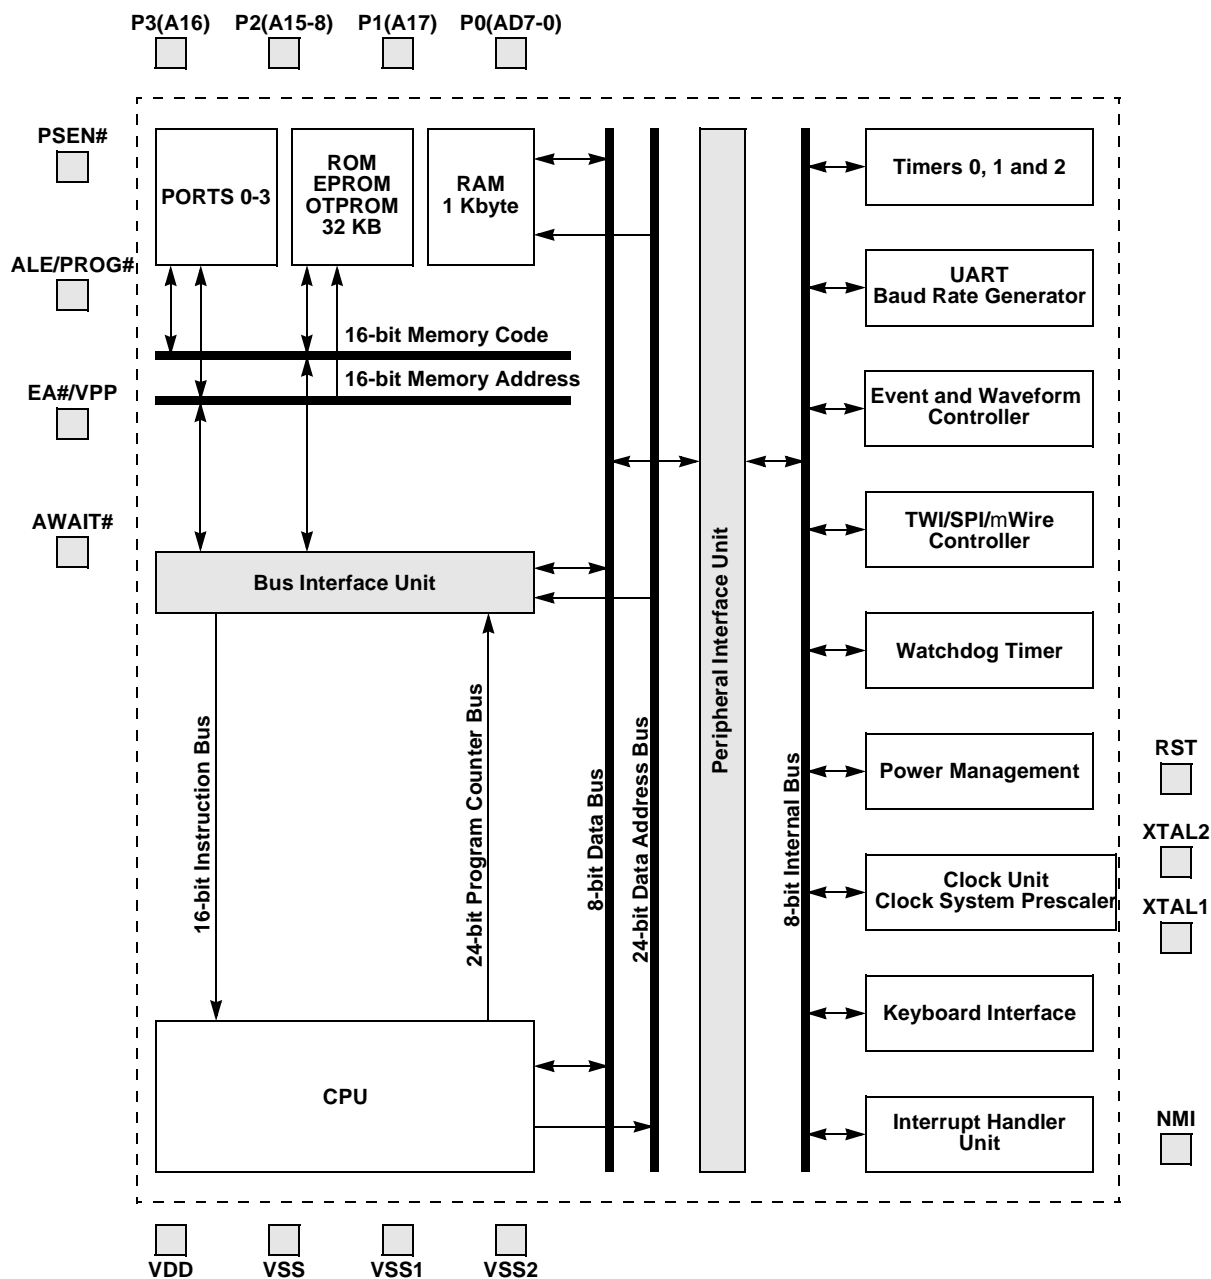 P3(A16) P2(A15-8) P1(A17) P0(AD7-0)
PSEN#
ALE/PROG#
EA#/VPP
AWAIT#
PORTS 0-3
ROM
EPROM
OTPROM
32 KB
RAM
1 Kbyte
16-bit Memory Code
16-bit Memory Address
Bus Interface Unit
16-bit Instruction Bus
24-bit Program Counter Bus
CPU
8-bit Data Bus
24-bit Data Address Bus
Peripheral Interface Unit
8-bit Internal Bus
Timers 0, 1 and 2
UART
Baud Rate Generator
Event and Waveform
Controller
TWI/SPI/mWire
Controller
Watchdog Timer
Power Management
Clock Unit
Clock System Prescaler
Keyboard Interface
Interrupt Handler
Unit
RST
XTAL2
XTAL1
NMI
VDD VSS VSS1 VSS2